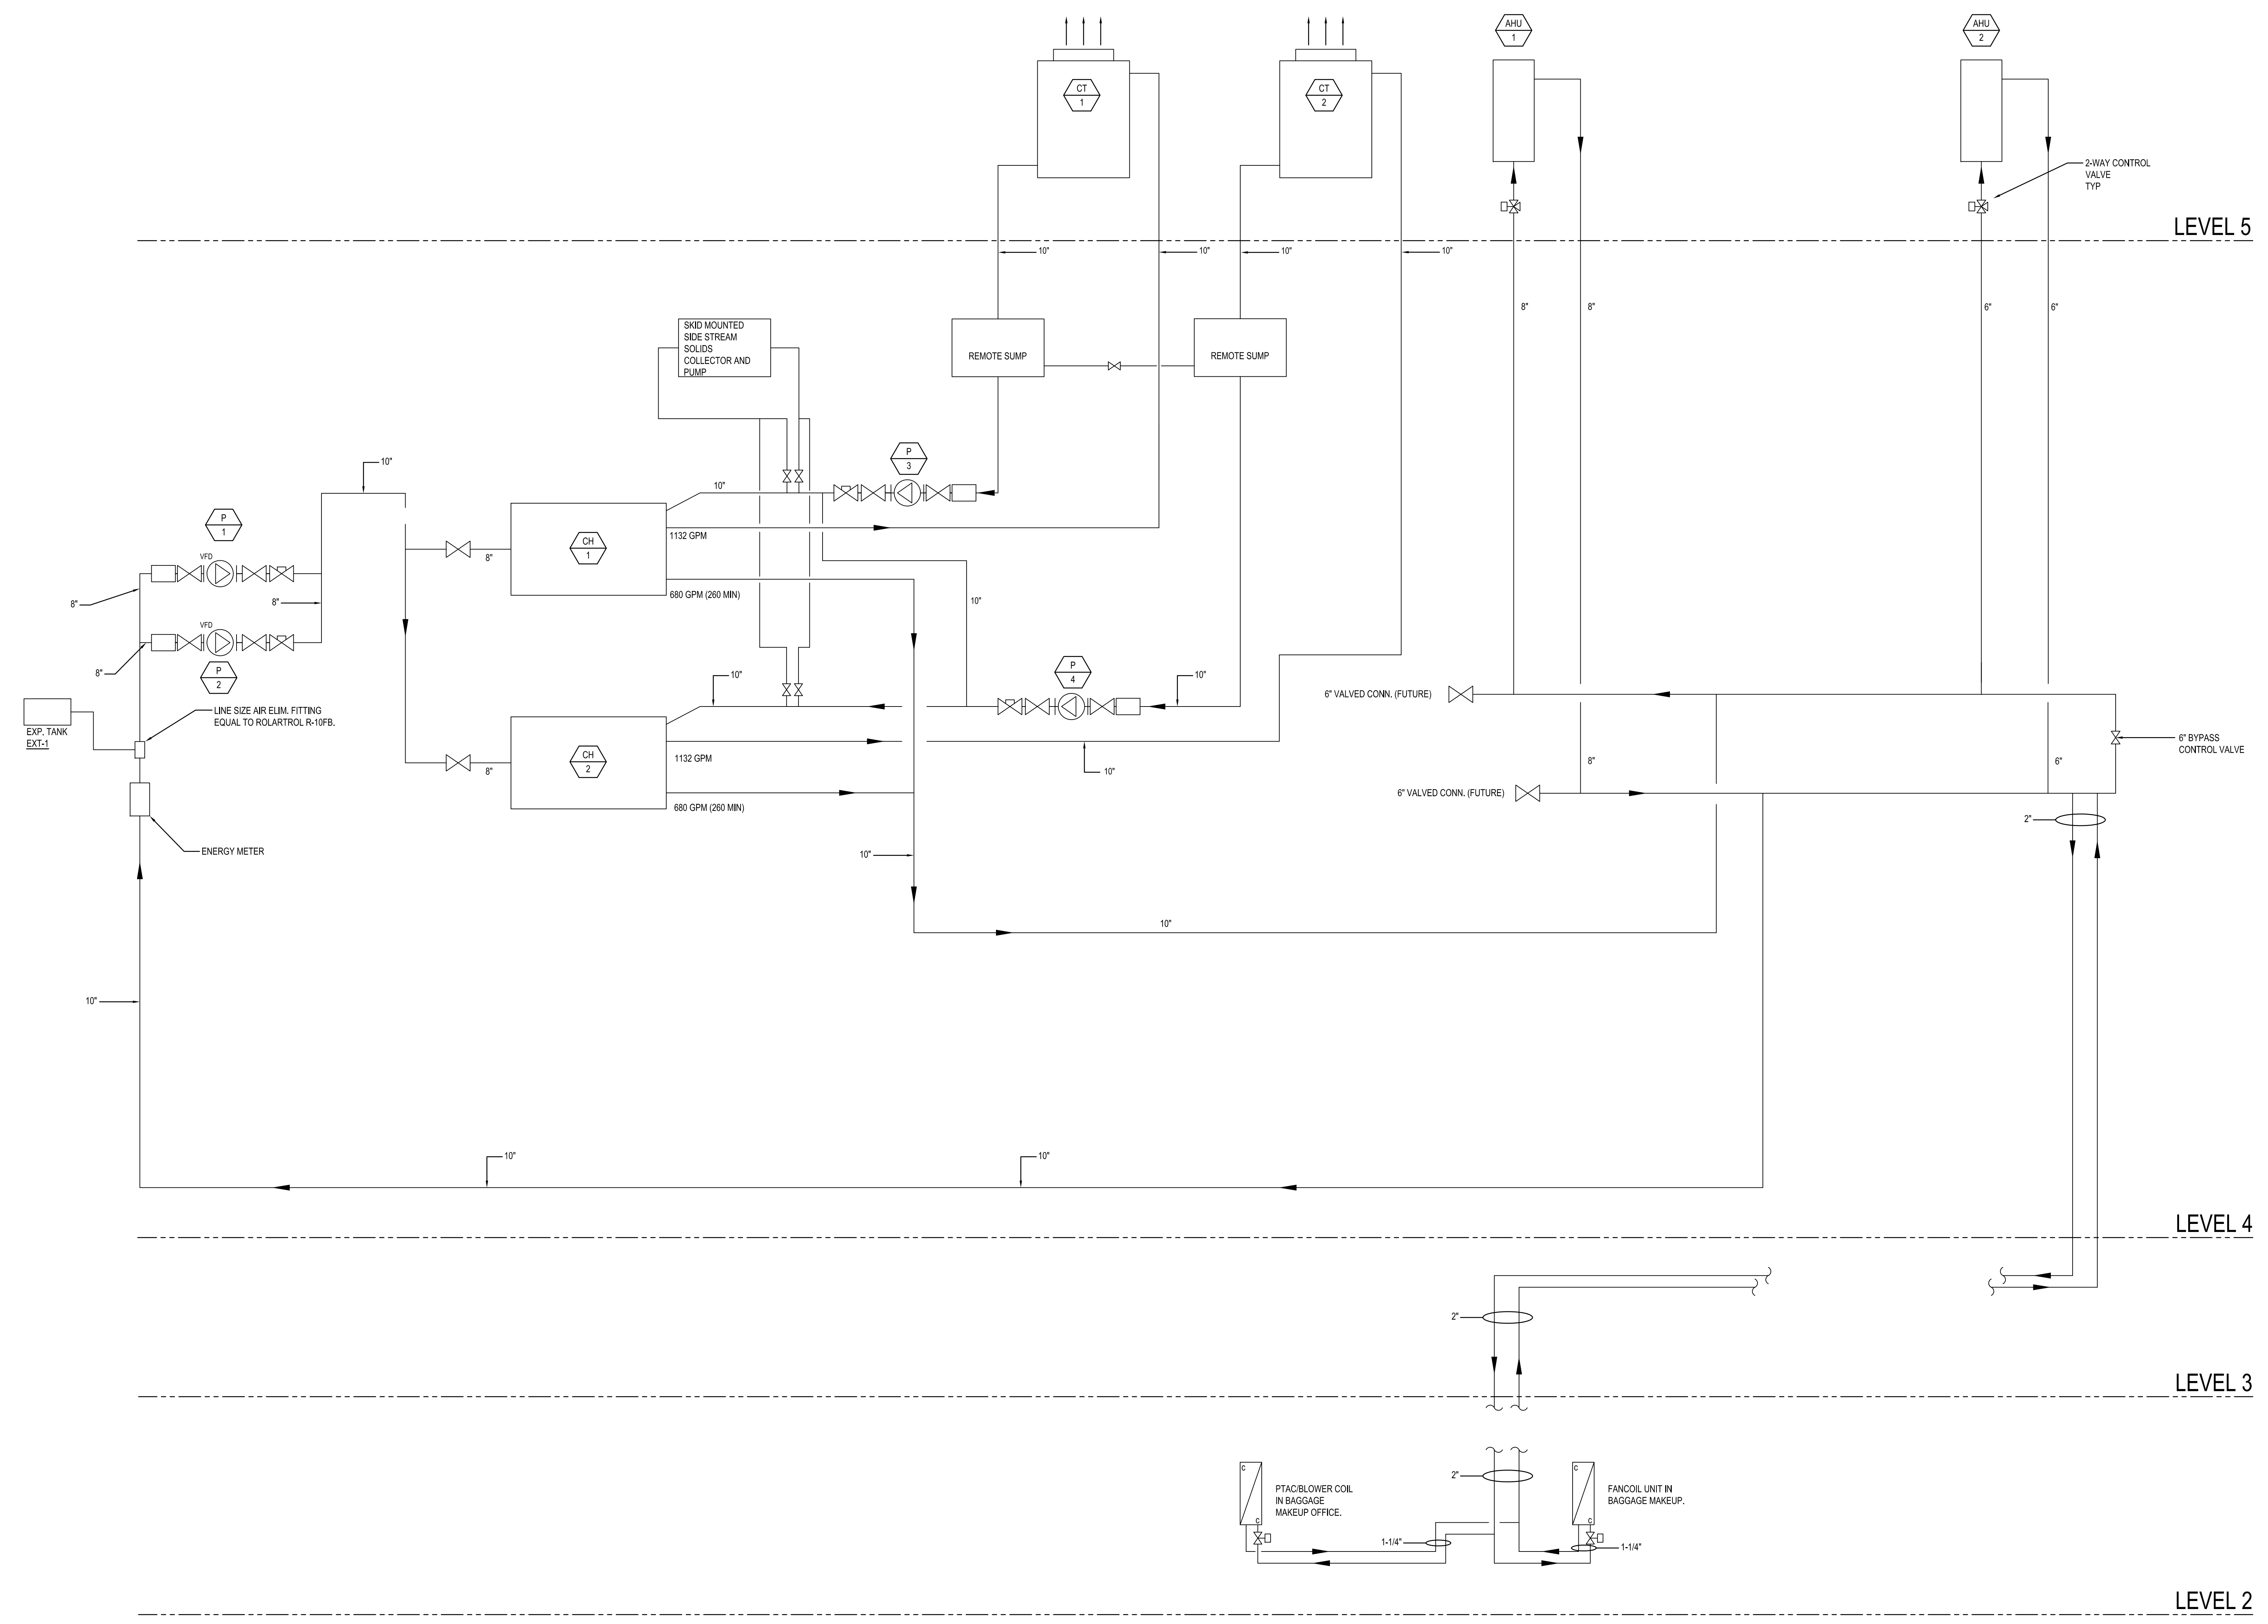 AHU
1
AHU
2
CT
1
CT
2
2-WAY CONTROL
VALVE
TYP
LEVEL 5
10"
10"
10"
10"
8"
8"
6"
6"
SKID MOUNTED
SIDE STREAM
SOLIDS
COLLECTOR AND
PUMP
REMOTE SUMP
REMOTE SUMP
P
3
10"
10"
P
1
VFD
CH
1
8"
1132 GPM
680 GPM (260 MIN)
10"
8"
8"
VFD
P
2
8"
P
4
10"
10"
6" VALVED CONN. (FUTURE)
LINE SIZE AIR ELIM. FITTING
EQUAL TO ROLARTROL R-10FB.
EXP. TANK
EXT-1
6" BYPASS
CONTROL VALVE
CH
2
8"
1132 GPM
10"
8"
6"
6" VALVED CONN. (FUTURE)
680 GPM (260 MIN)
2"
ENERGY METER
10"
10"
10"
10"
10"
LEVEL 4
2"
LEVEL 3
2"
C
C
PTAC/BLOWER COIL
IN BAGGAGE
MAKEUP OFFICE.
C
C
FANCOIL UNIT IN
BAGGAGE MAKEUP.
1-1/4"
1-1/4"
LEVEL 2